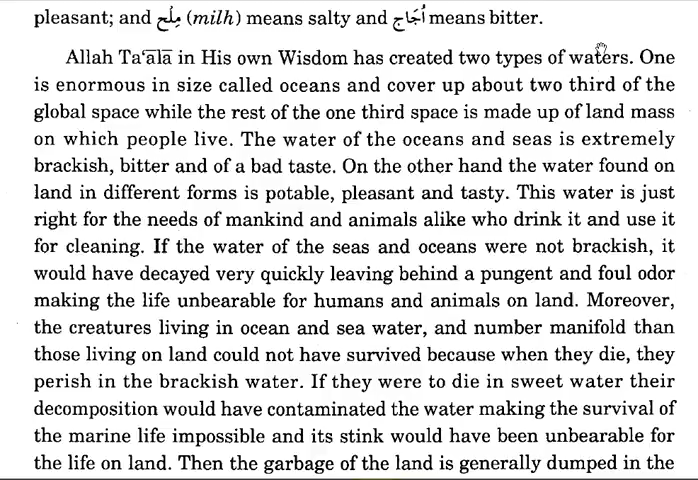 pleasant; and مِلْح (milh) means salty and أُجَاج means bitter.
Allah Ta‘ālā in His own Wisdom has created two types of waters. One
is enormous in size called oceans and cover up about two third of the
global space while the rest of the one third space is made up of land mass
on which people live. The water of the oceans and seas is extremely
brackish, bitter and of a bad taste. On the other hand the water found on
land in different forms is potable, pleasant and tasty. This water is just
right for the needs of mankind and animals alike who drink it and use it
for cleaning. If the water of the seas and oceans were not brackish, it
would have decayed very quickly leaving behind a pungent and foul odor
making the life unbearable for humans and animals on land. Moreover,
the creatures living in ocean and sea water, and number manifold than
those living on land could not have survived because when they die, they
perish in the brackish water. If they were to die in sweet water their
decomposition would have contaminated the water making the survival of
the marine life impossible and its stink would have been unbearable for
the life on land. Then the garbage of the land is generally dumped in the